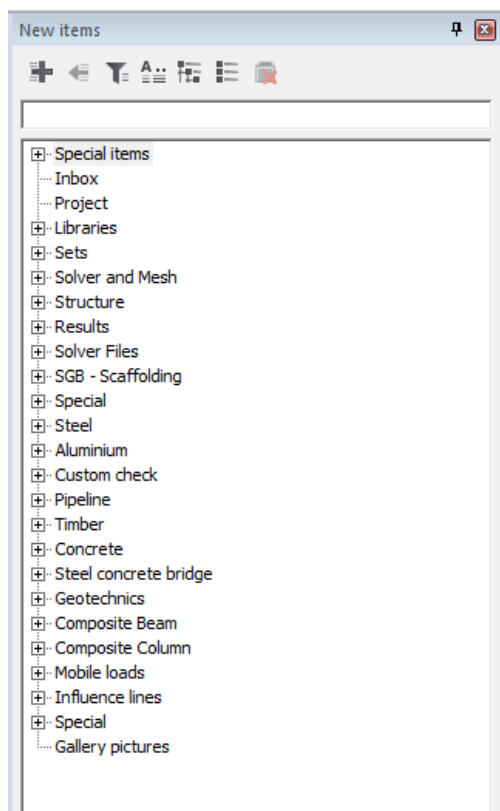 New items
Special items
Inbox
Project
Libraries
Sets
Solver and Mesh
Structure
Results
Solver Files
SGB - Scaffolding
Special
Steel
Aluminium
Custom check
Pipeline
Timber
Concrete
Steel concrete bridge
Geotechnics
Composite Beam
Composite Column
Mobile loads
Influence lines
Special
Gallery pictures